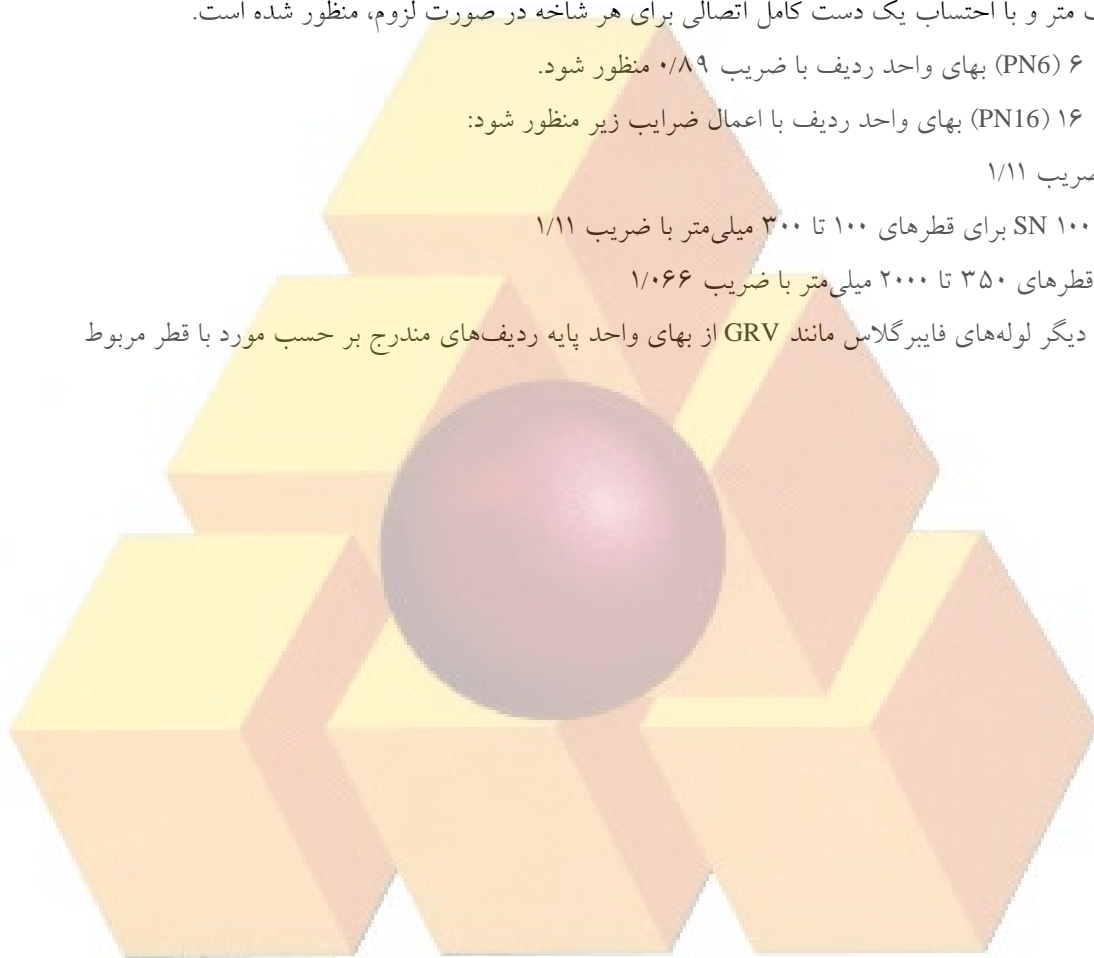 متر و با احتساب یک دست کامل اتصالی برای هر شاخه در صورت لزوم، منظور شده است.
۶ (PN6) بهای واحد ردیف با ضریب ۰/۸۹ منظور شود.
۱۶ (PN16) بهای واحد ردیف با اعمال ضرایب زیر منظور شود:
ضریب ۱/۱۱
۱۰۰ SN برای قطرهای ۱۰۰ تا ۳۰۰ میلی‌متر با ضریب ۱/۱۱
قطرهای ۳۵۰ تا ۲۰۰۰ میلی‌متر با ضریب ۱/۰۶۶
دیگر لوله‌های فایبرگلاس مانند GRV از بهای واحد پایه ردیف‌های مندرج بر حسب مورد با قطر مربوط